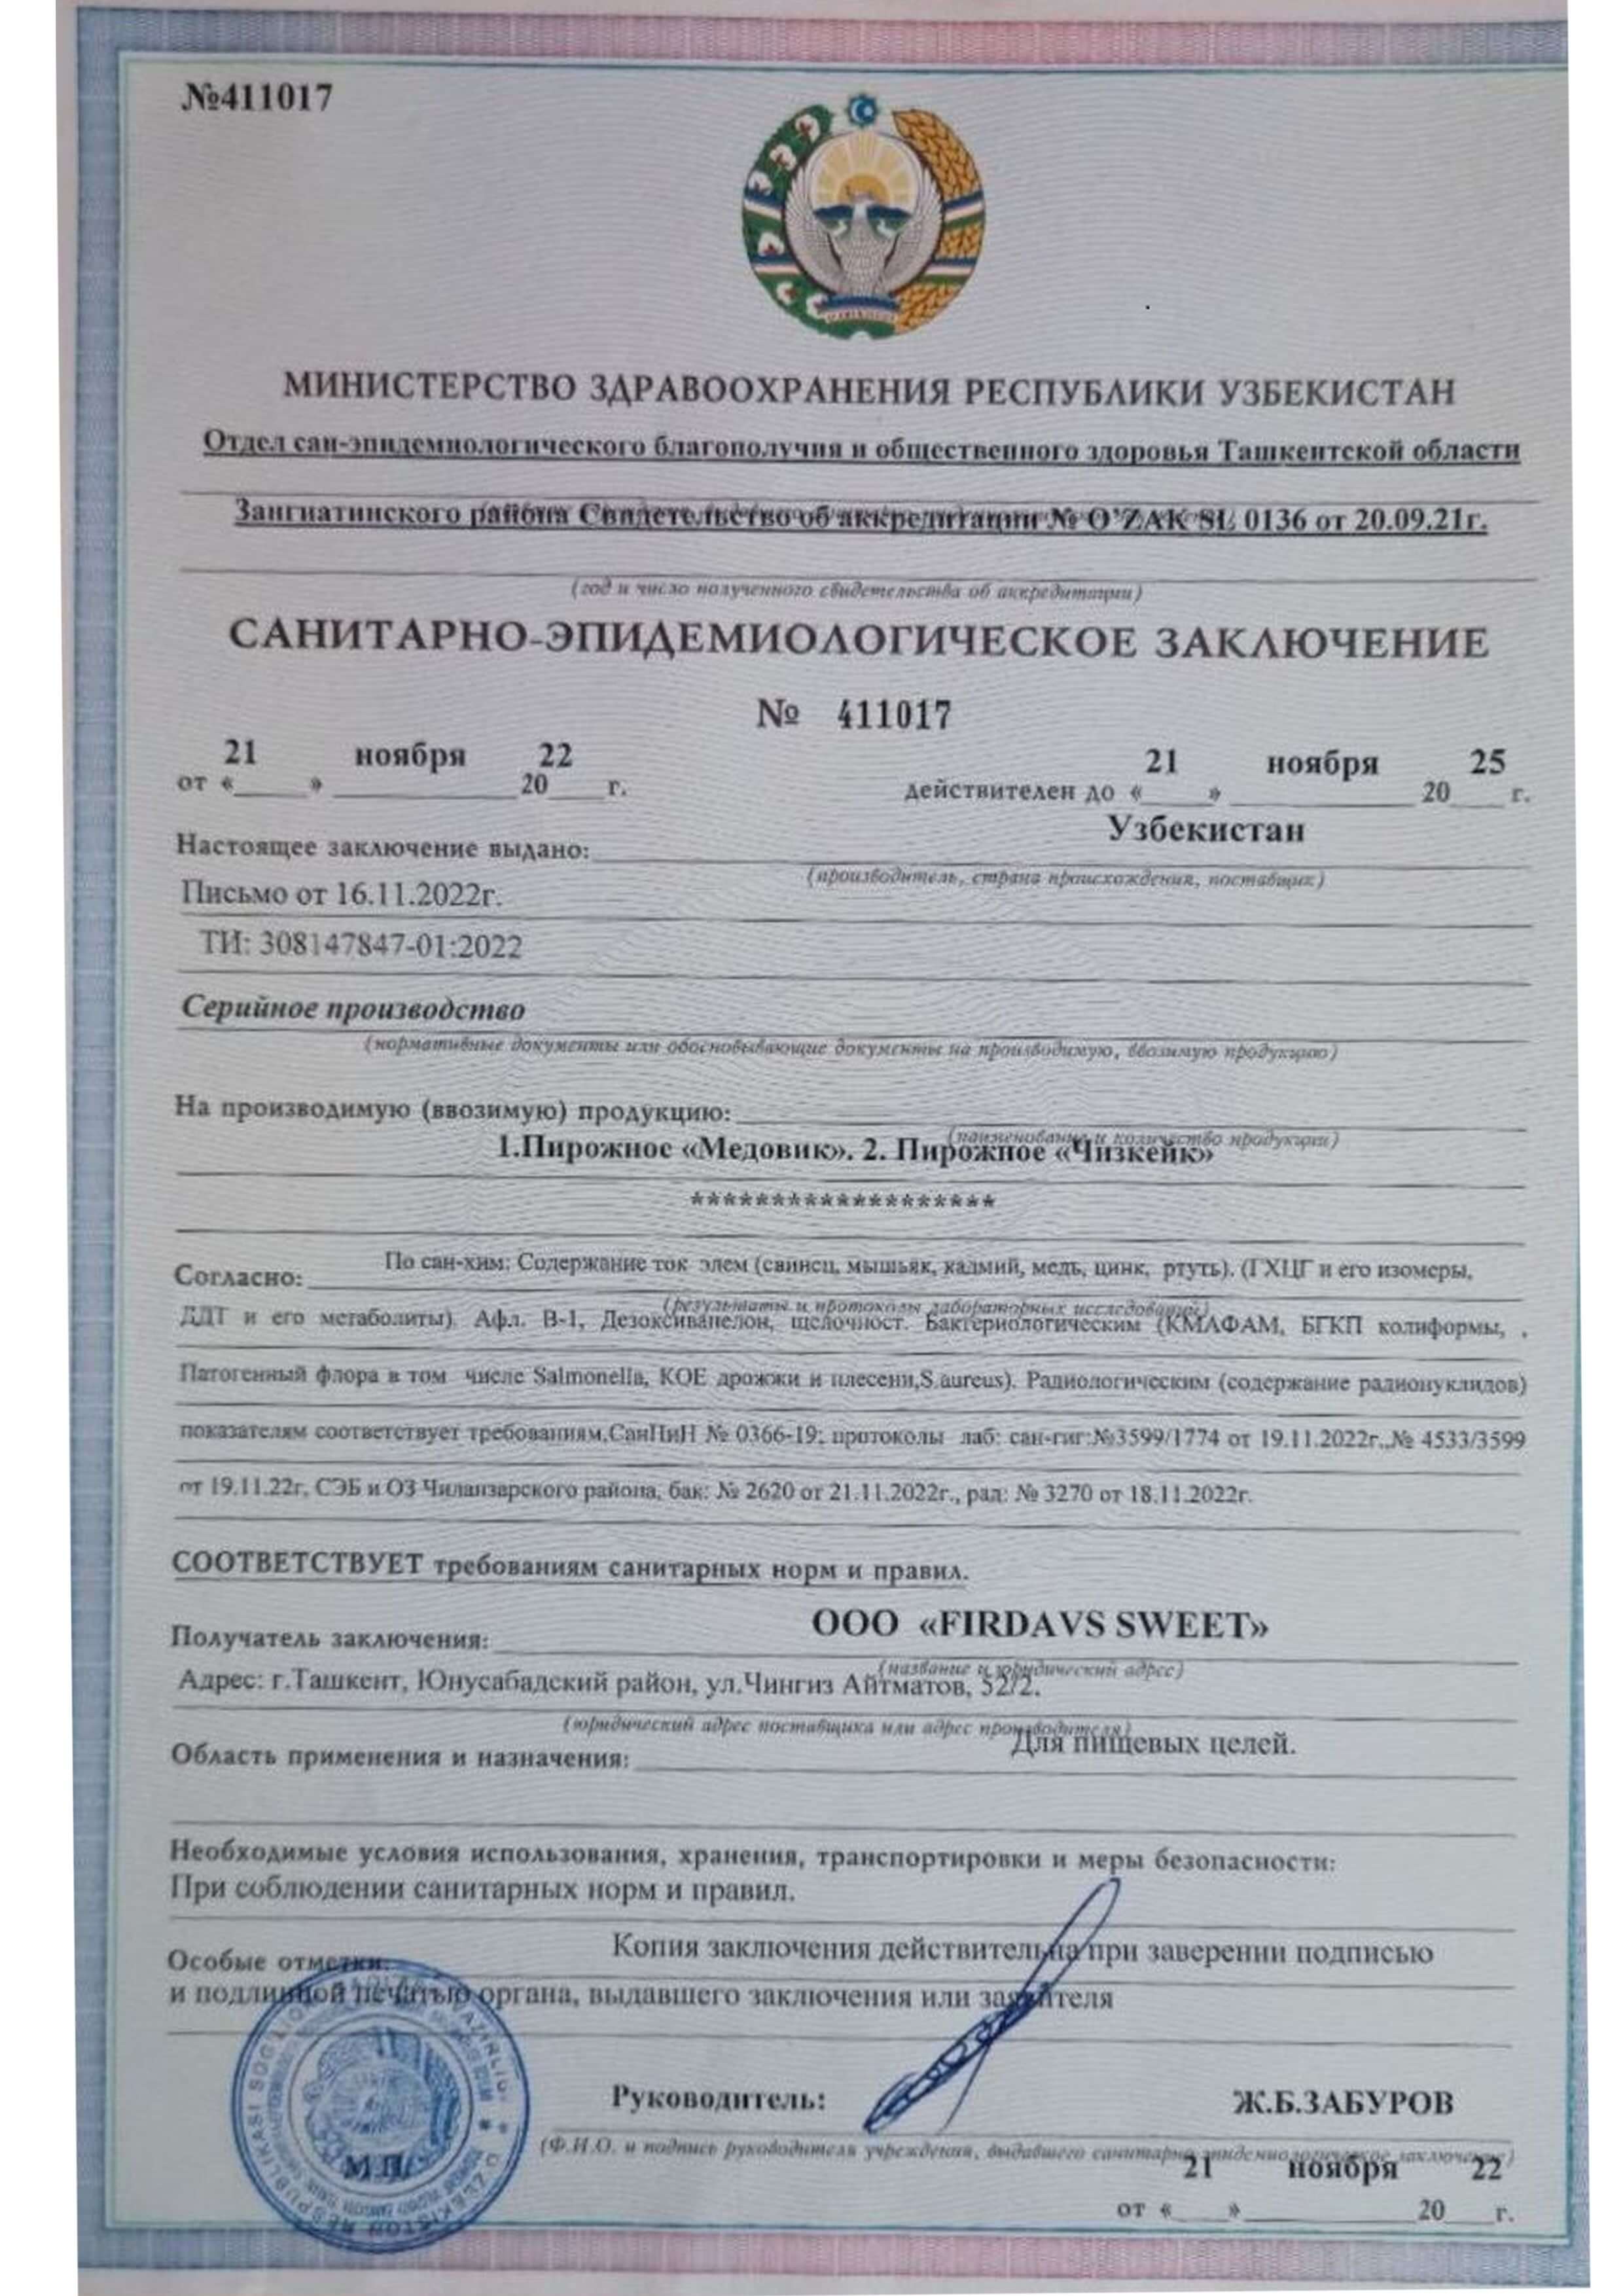 №411017
МИНИСТЕРСТВО ЗДРАВООХРАНЕНИЯ РЕСПУБЛИКИ УЗБЕКИСТАН
Отдел сан-эпидемиологического благополучия и общественного здоровья Ташкентской области
Зангиатинского района Свидетельство об аккредитации № O'ZAK SL 0136 от 20.09.21г.
(год и число полученного свидетельства об аккредитации)
САНИТАРНО-ЭПИДЕМИОЛОГИЧЕСКОЕ ЗАКЛЮЧЕНИЕ
№ 411017
от «21» ноября 2022 г. действителен до «21» ноября 2025 г.
Настоящее заключение выдано: Узбекистан
(производитель, страна происхождения, поставщик)
Письмо от 16.11.2022г.
ТИ: 308147847-01:2022
Серийное производство
(нормативные документы или обосновывающие документы на производимую, ввозимую продукцию)
На производимую (ввозимую) продукцию:
(наименование и количество продукции)
1.Пирожное «Медовик». 2. Пирожное «Чизкейк»
*******************
Согласно: По сан-хим: Содержание ток элем (свинец, мышьяк, кадмий, медь, цинк, ртуть). (ГХЦГ и его изомеры,
(результаты и протоколы лабораторных исследований)
ДДТ и его метаболиты). Афл. В-1, Дезоксиванелон, щелочност. Бактериологическим (КМАФАМ, БГКП колиформы, ,
Патогенный флора в том числе Salmonella, КОЕ дрожжи и плесени,S.aureus). Радиологическим (содержание радионуклидов)
показателям соответствует требованиям,СанПиН № 0366-19; протоколы лаб: сан-гиг:№3599/1774 от 19.11.2022г.,№ 4533/3599
от 19.11.22г, СЭБ и ОЗ Чиланзарского района, бак: № 2620 от 21.11.2022г., рад: № 3270 от 18.11.2022г.
СООТВЕТСТВУЕТ требованиям санитарных норм и правил.
Получатель заключения: ООО «FIRDAVS SWEET»
(название и юридический адрес)
Адрес: г.Ташкент, Юнусабадский район, ул.Чингиз Айтматов, 52/2.
(юридический адрес поставщика или адрес производителя)
Область применения и назначения: Для пищевых целей.
Необходимые условия использования, хранения, транспортировки и меры безопасности:
При соблюдении санитарных норм и правил.
Особые отметки: Копия заключения действительна при заверении подписью
и подлинной печатью органа, выдавшего заключения или заявителя
Руководитель: Ж.Б.ЗАБУРОВ
(Ф.И.О. и подпись руководителя учреждения, выдавшего санитарно-эпидемиологическое заключение)
М.П.
от «21» ноября 2022 г.